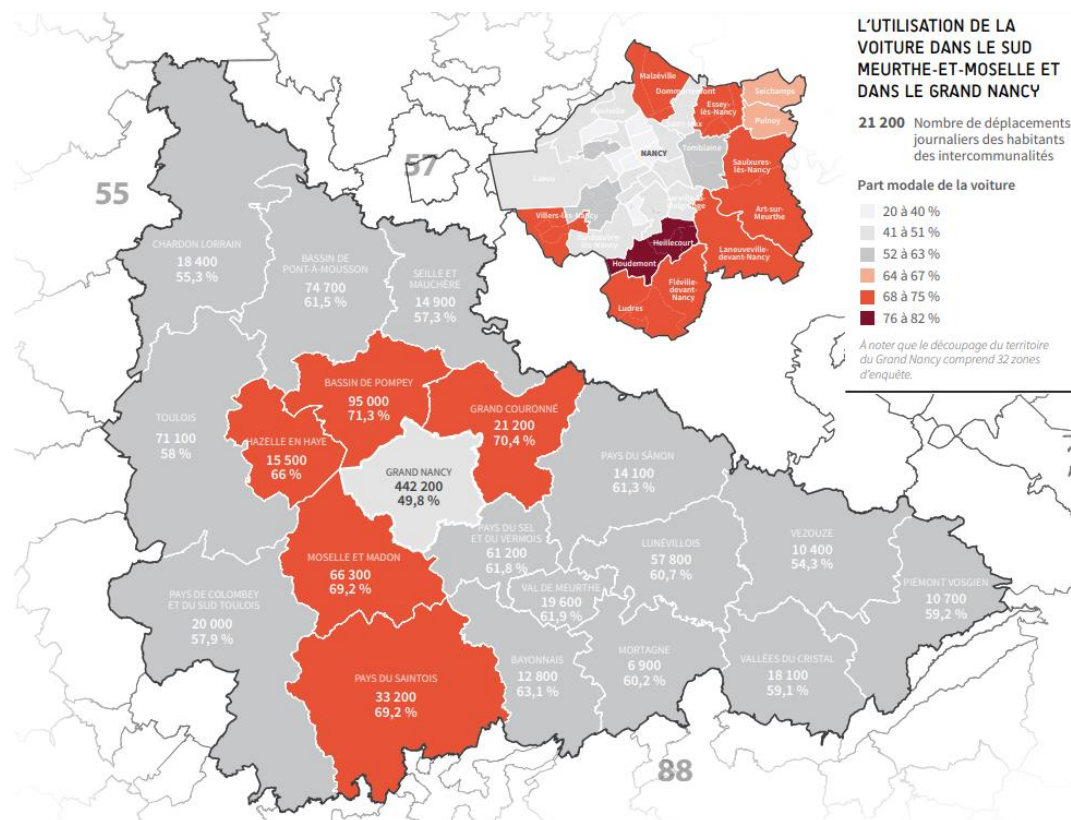 L'UTILISATION DE LA
VOITURE DANS LE SUD
MEURTHE-ET-MOSELLE ET
DANS LE GRAND NANCY
21 200 Nombre de déplacements
journaliers des habitants
des intercommunalités
Part modale de la voiture
20 à 40 %
41 à 51 %
52 à 63 %
64 à 67 %
68 à 75 %
76 à 82 %
À noter que le découpage du territoire
du Grand Nancy comprend 32 zones
d'enquête.
Malzéville
Essey-
lès-Nancy
Seichamps
Pulnoy
NANCY
Tomblaine
Saulxures-
lès-Nancy
Laxou
Art-sur-
Meurthe
Villers-lès-Nancy
Heillecourt
Houdemont
Laneuveville-
devant-Nancy
Fléville-
devant-
Nancy
Ludres
55
57
88
CHARDON LORRAIN
18 400
55,3 %
BASSIN DE
PONT-À-MOUSSON
74 700
61,5 %
SEILLE ET
MAUCHÈRE
14 900
57,3 %
BASSIN DE POMPEY
95 000
71,3 %
GRAND COURONNÉ
21 200
70,4 %
TOULOIS
71 100
58 %
HAZELLE EN HAYE
15 500
66 %
GRAND NANCY
442 200
49,8 %
PAYS DU SÂNON
14 100
61,3 %
PAYS DU SEL
ET DU VERMOIS
61 200
61,8 %
LUNÉVILLOIS
57 800
60,7 %
VEZOUZE
10 400
54,3 %
PIÉMONT VOSGIEN
10 700
59,2 %
MOSELLE ET MADON
66 300
69,2 %
VAL DE MEURTHE
19 600
61,9 %
PAYS DE COLOMBEY
ET DU SUD TOULOIS
20 000
57,9 %
BAYONNAIS
12 800
63,1 %
MORTAGNE
6 900
60,2 %
VALLÉES DU CRISTAL
18 100
59,1 %
PAYS DU SAINTOIS
33 200
69,2 %